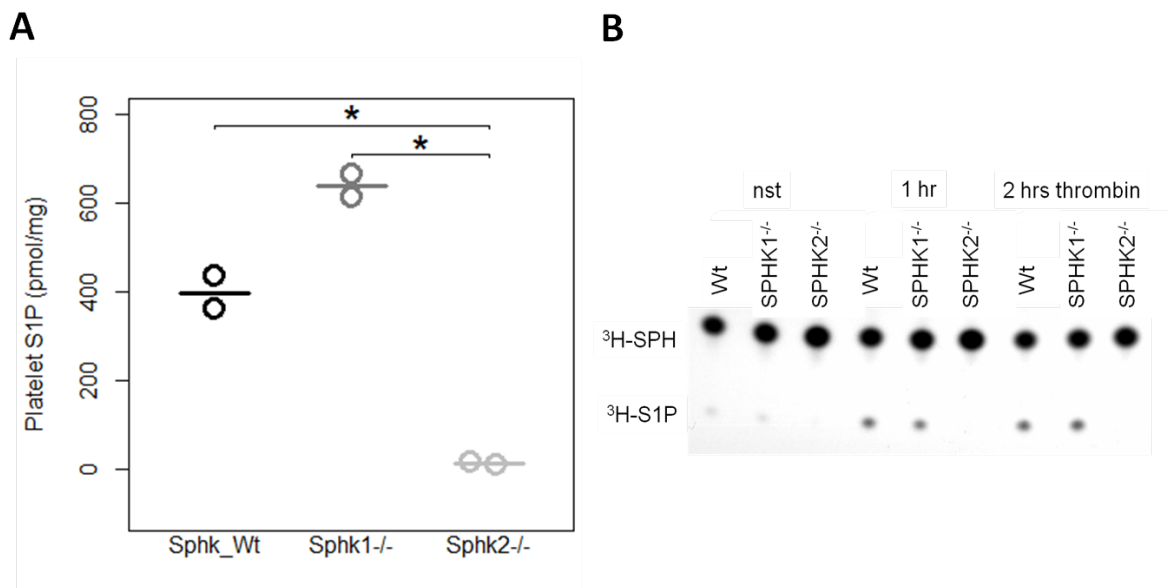 A
Platelet S1P (pmol/mg)
800
600
400
200
0
*
*
Sphk_Wt Sphk1-/- Sphk2-/-
B
nst 1 hr 2 hrs thrombin
Wt SPHK1-/- SPHK2-/- Wt SPHK1-/- SPHK2-/- Wt SPHK1-/- SPHK2-/-
³H-SPH
³H-S1P